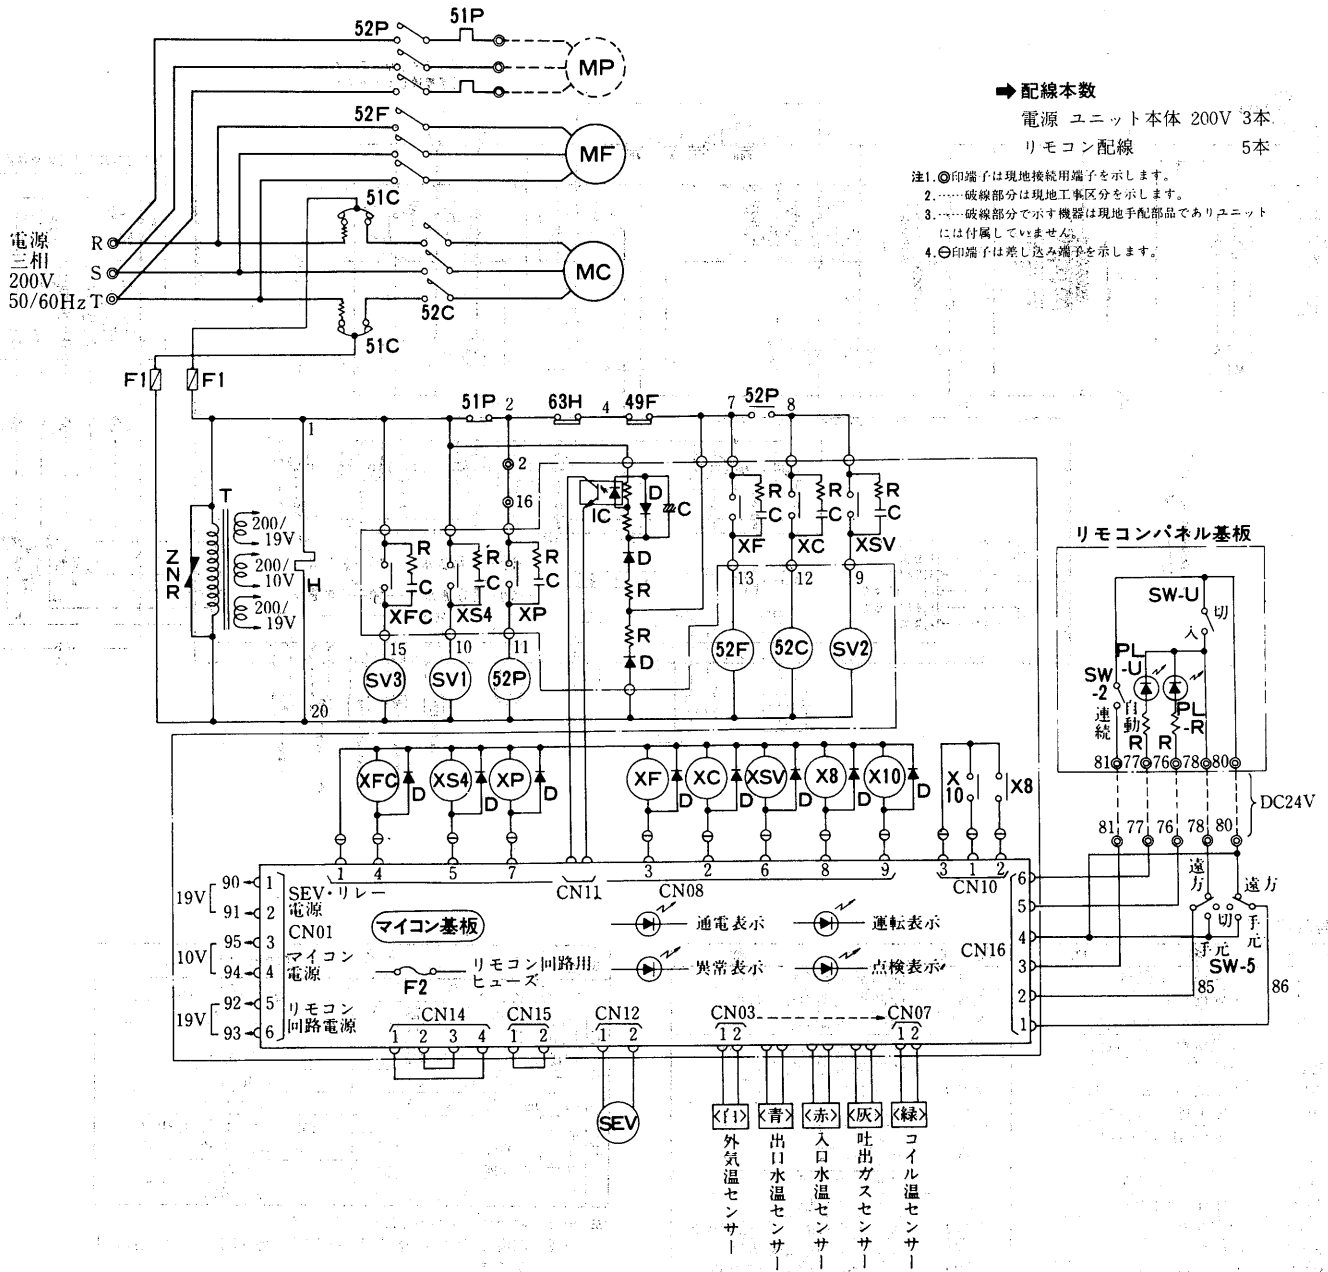 52P
51P
MP
52F
MF
51C
電源
三相
200V
50/60Hz
R
S
T
MC
52C
51C
F1
F1
➡配線本数
電源 ユニット本体 200V 3本
リモコン配線 5本
注1.◎印端子は現地接続用端子を示します。
2.……破線部分は現地工事区分を示します。
3.……破線部分で示す機器は現地手配部品でありユニット
には付属していません。
4.⊖印端子は差し込み端子を示します。
1
51P
2
63H
4
49F
7
52P
8
2
16
IC
D
C
R
C
XF
R
C
XC
R
C
XSV
T
ZNR
200/
19V
200/
10V
200/
19V
H
R
C
XFC
R
C
XS4
R
C
XP
D
R
R
D
13
12
9
15
10
11
SV3
SV1
52P
52F
52C
SV2
20
リモコンパネル基板
SW-U
切
入
PL
-U
SW
-2
連続
自動
PL
-R
R
R
81
77
76
78
80
DC24V
81
77
76
78
80
遠方
遠方
切
手元
手元
SW-5
85
86
XFC
D
XS4
D
XP
D
XF
D
XC
D
XSV
D
X8
D
X10
D
X
10
X8
1
4
5
7
CN11
3
2
6
8
9
CN08
3
1
2
CN10
19V
90
91
10V
95
94
19V
92
93
1
2
3
4
5
6
SEV・リレー
電源
CN01
マイコン
電源
リモコン
回路電源
マイコン基板
F2
リモコン回路用
ヒューズ
通電表示
運転表示
異常表示
点検表示
CN16
6
5
4
3
2
1
CN14
1
2
3
4
CN15
1
2
CN12
1
2
CN03
1 2
CN07
1 2
SEV
<白>
<青>
<赤>
<灰>
<緑>
外気温センサー
出口水温センサー
入口水温センサー
吐出ガスセンサー
コイル温センサー